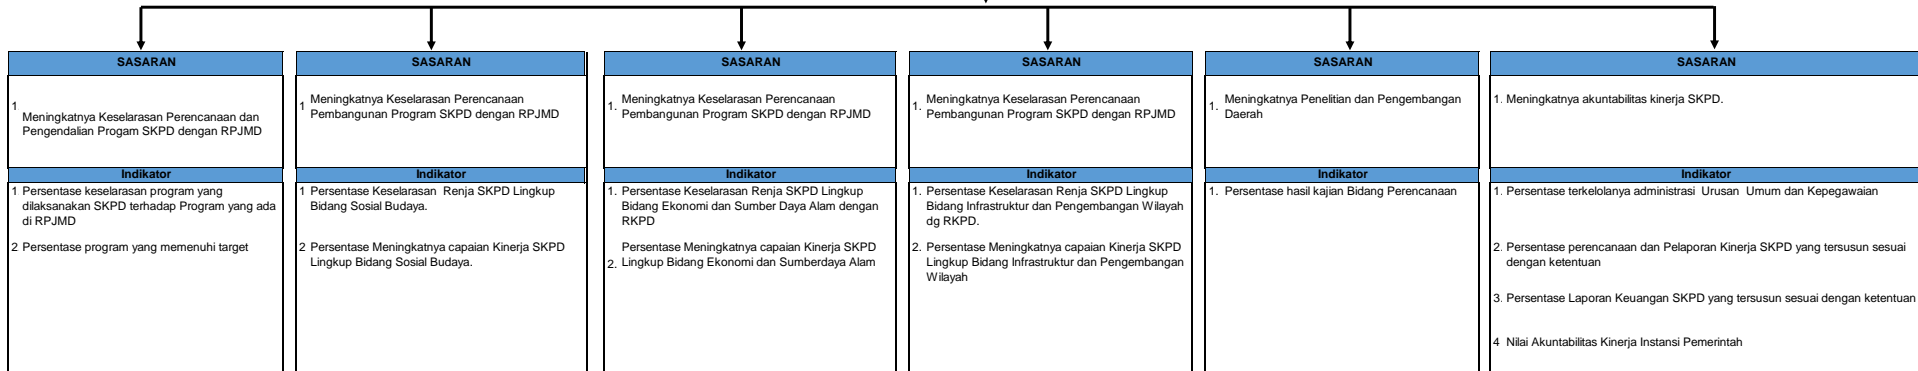 SASARAN
1
Meningkatnya Keselarasan Perencanaan dan
Pengendalian Progam SKPD dengan RPJMD
Indikator
1 Persentase keselarasan program yang
dilaksanakan SKPD terhadap Program yang ada
di RPJMD
2 Persentase program yang memenuhi target
SASARAN
1 Meningkatnya Keselarasan Perencanaan
Pembangunan Program SKPD dengan RPJMD
Indikator
1 Persentase Keselarasan Renja SKPD Lingkup
Bidang Sosial Budaya.
2 Persentase Meningkatnya capaian Kinerja SKPD
Lingkup Bidang Sosial Budaya.
SASARAN
1. Meningkatnya Keselarasan Perencanaan
Pembangunan Program SKPD dengan RPJMD
Indikator
1. Persentase Keselarasan Renja SKPD Lingkup
Bidang Ekonomi dan Sumber Daya Alam dengan
RKPD
Persentase Meningkatnya capaian Kinerja SKPD
2. Lingkup Bidang Ekonomi dan Sumberdaya Alam
SASARAN
1. Meningkatnya Keselarasan Perencanaan
Pembangunan Program SKPD dengan RPJMD
Indikator
1. Persentase Keselarasan Renja SKPD Lingkup
Bidang Infrastruktur dan Pengembangan Wilayah
dg RKPD.
2. Persentase Meningkatnya capaian Kinerja SKPD
Lingkup Bidang Infrastruktur dan Pengembangan
Wilayah
SASARAN
1. Meningkatnya Penelitian dan Pengembangan
Daerah
Indikator
1. Persentase hasil kajian Bidang Perencanaan
SASARAN
1. Meningkatnya akuntabilitas kinerja SKPD.
Indikator
1. Persentase terkelolanya administrasi Urusan Umum dan Kepegawaian
2. Persentase perencanaan dan Pelaporan Kinerja SKPD yang tersusun sesuai
dengan ketentuan
3. Persentase Laporan Keuangan SKPD yang tersusun sesuai dengan ketentuan
4 Nilai Akuntabilitas Kinerja Instansi Pemerintah